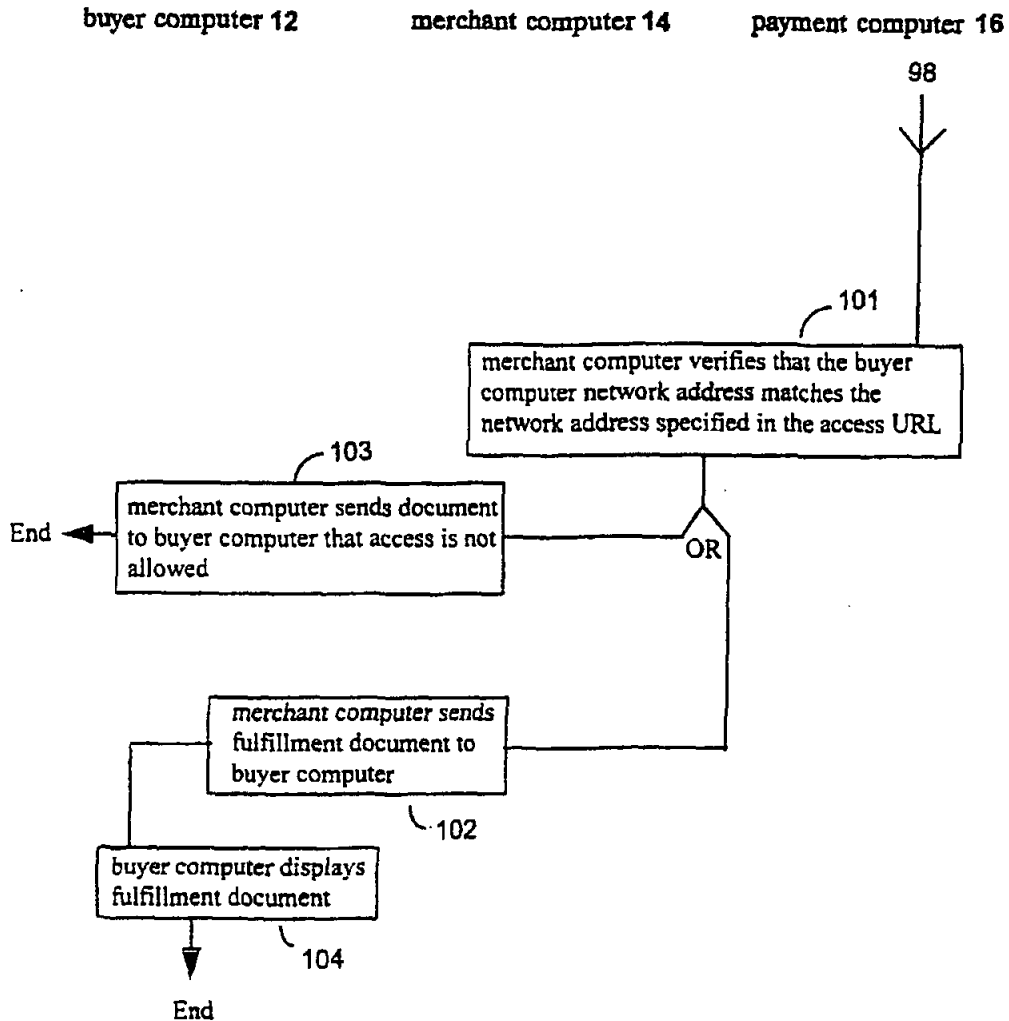 buyer computer 12 merchant computer 14 payment computer 16
98
101
merchant computer verifies that the buyer
computer network address matches the
network address specified in the access URL
103
merchant computer sends document
to buyer computer that access is not
allowed
End
OR
merchant computer sends
fulfillment document to
buyer computer
102
buyer computer displays
fulfillment document
104
End